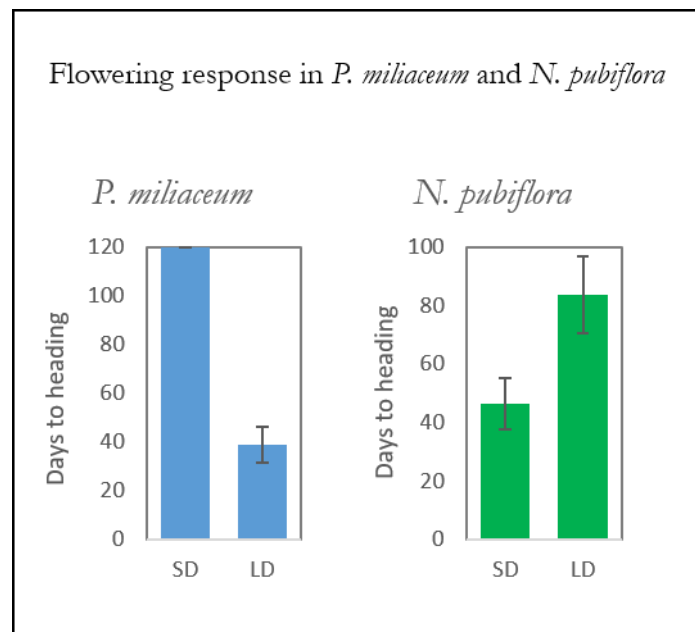 Flowering response in P. miliaceum and N. pubiflora
P. miliaceum
Days to heading
120
100
80
60
40
20
0
SD LD
N. pubiflora
Days to heading
100
80
60
40
20
0
SD LD